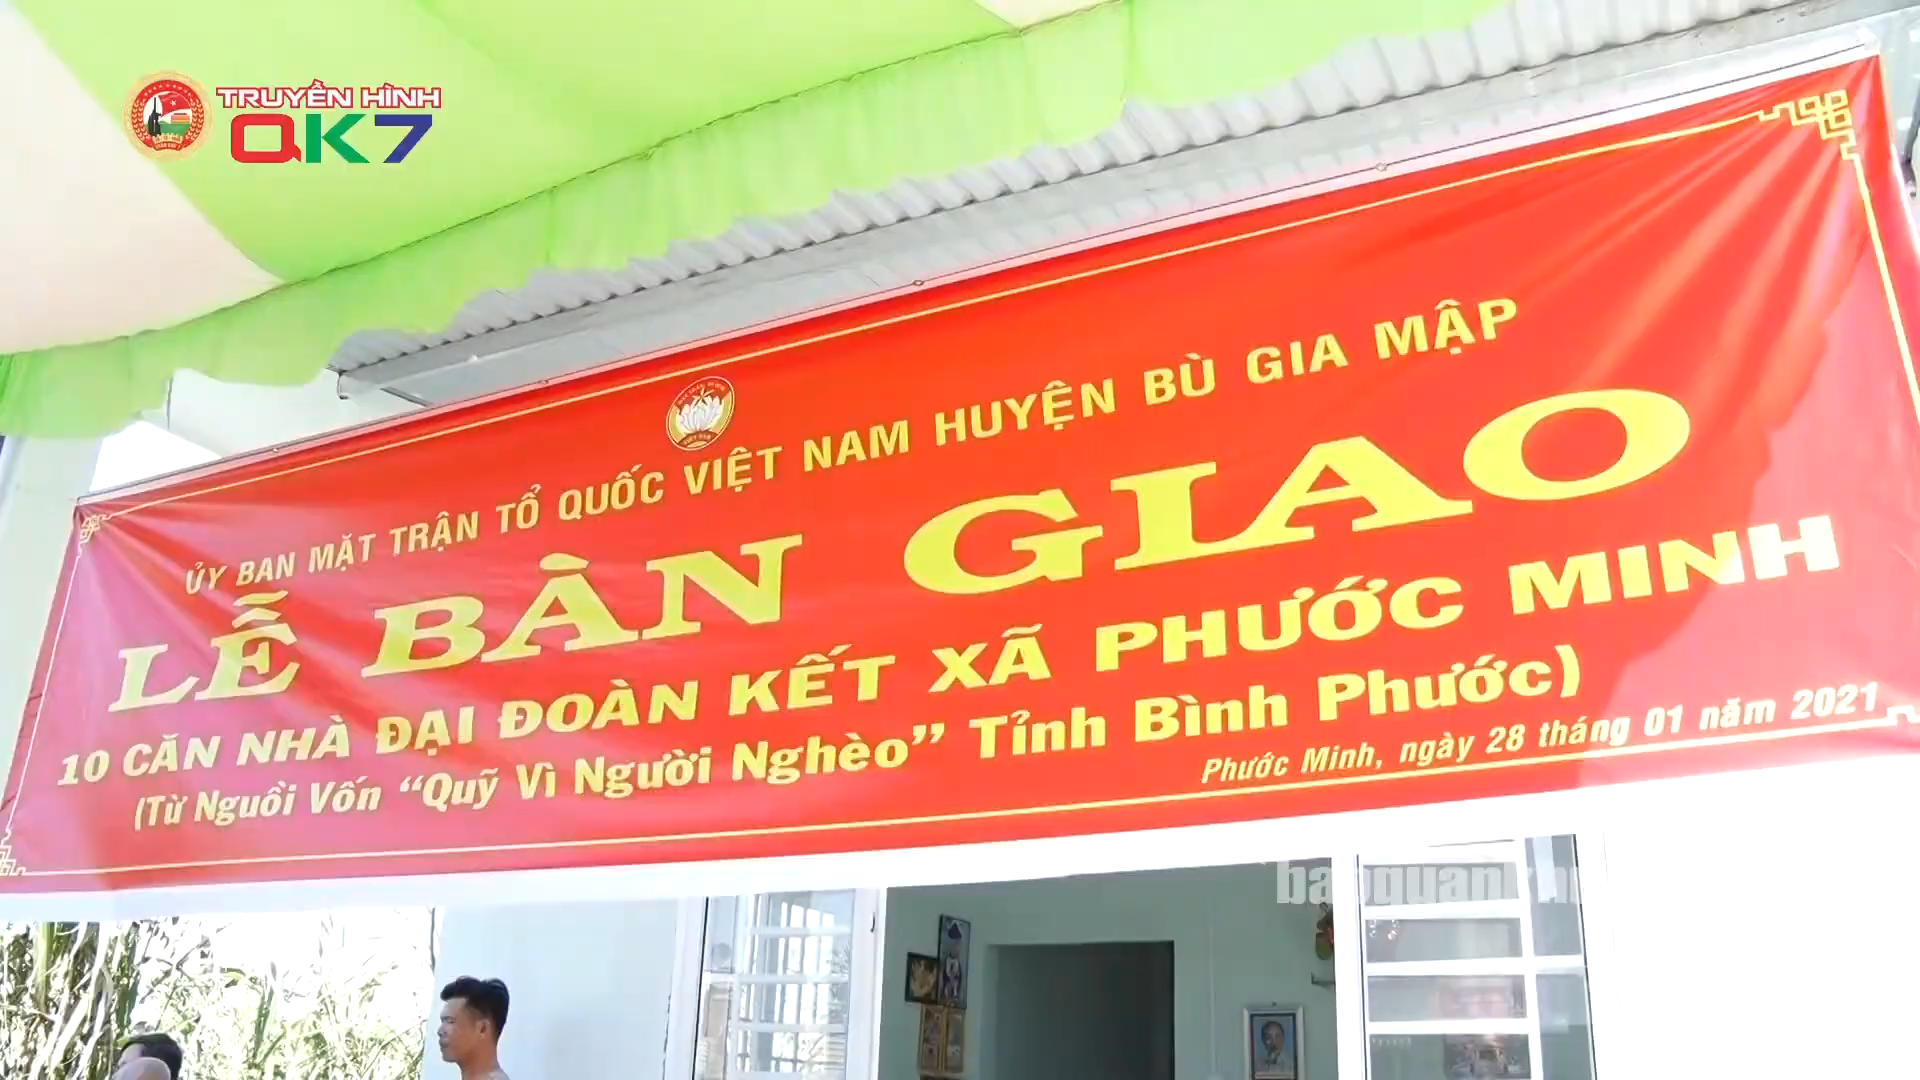 TRUYỀN HÌNH
QK7
ỦY BAN MẶT TRẬN TỔ QUỐC VIỆT NAM HUYỆN BÙ GIA MẬP
LỄ BÀN GIAO
10 CĂN NHÀ ĐẠI ĐOÀN KẾT XÃ PHƯỚC MINH
(Từ Nguồi Vốn “Quỹ Vì Người Nghèo” Tỉnh Bình Phước)
Phước Minh, ngày 28 tháng 01 năm 2021